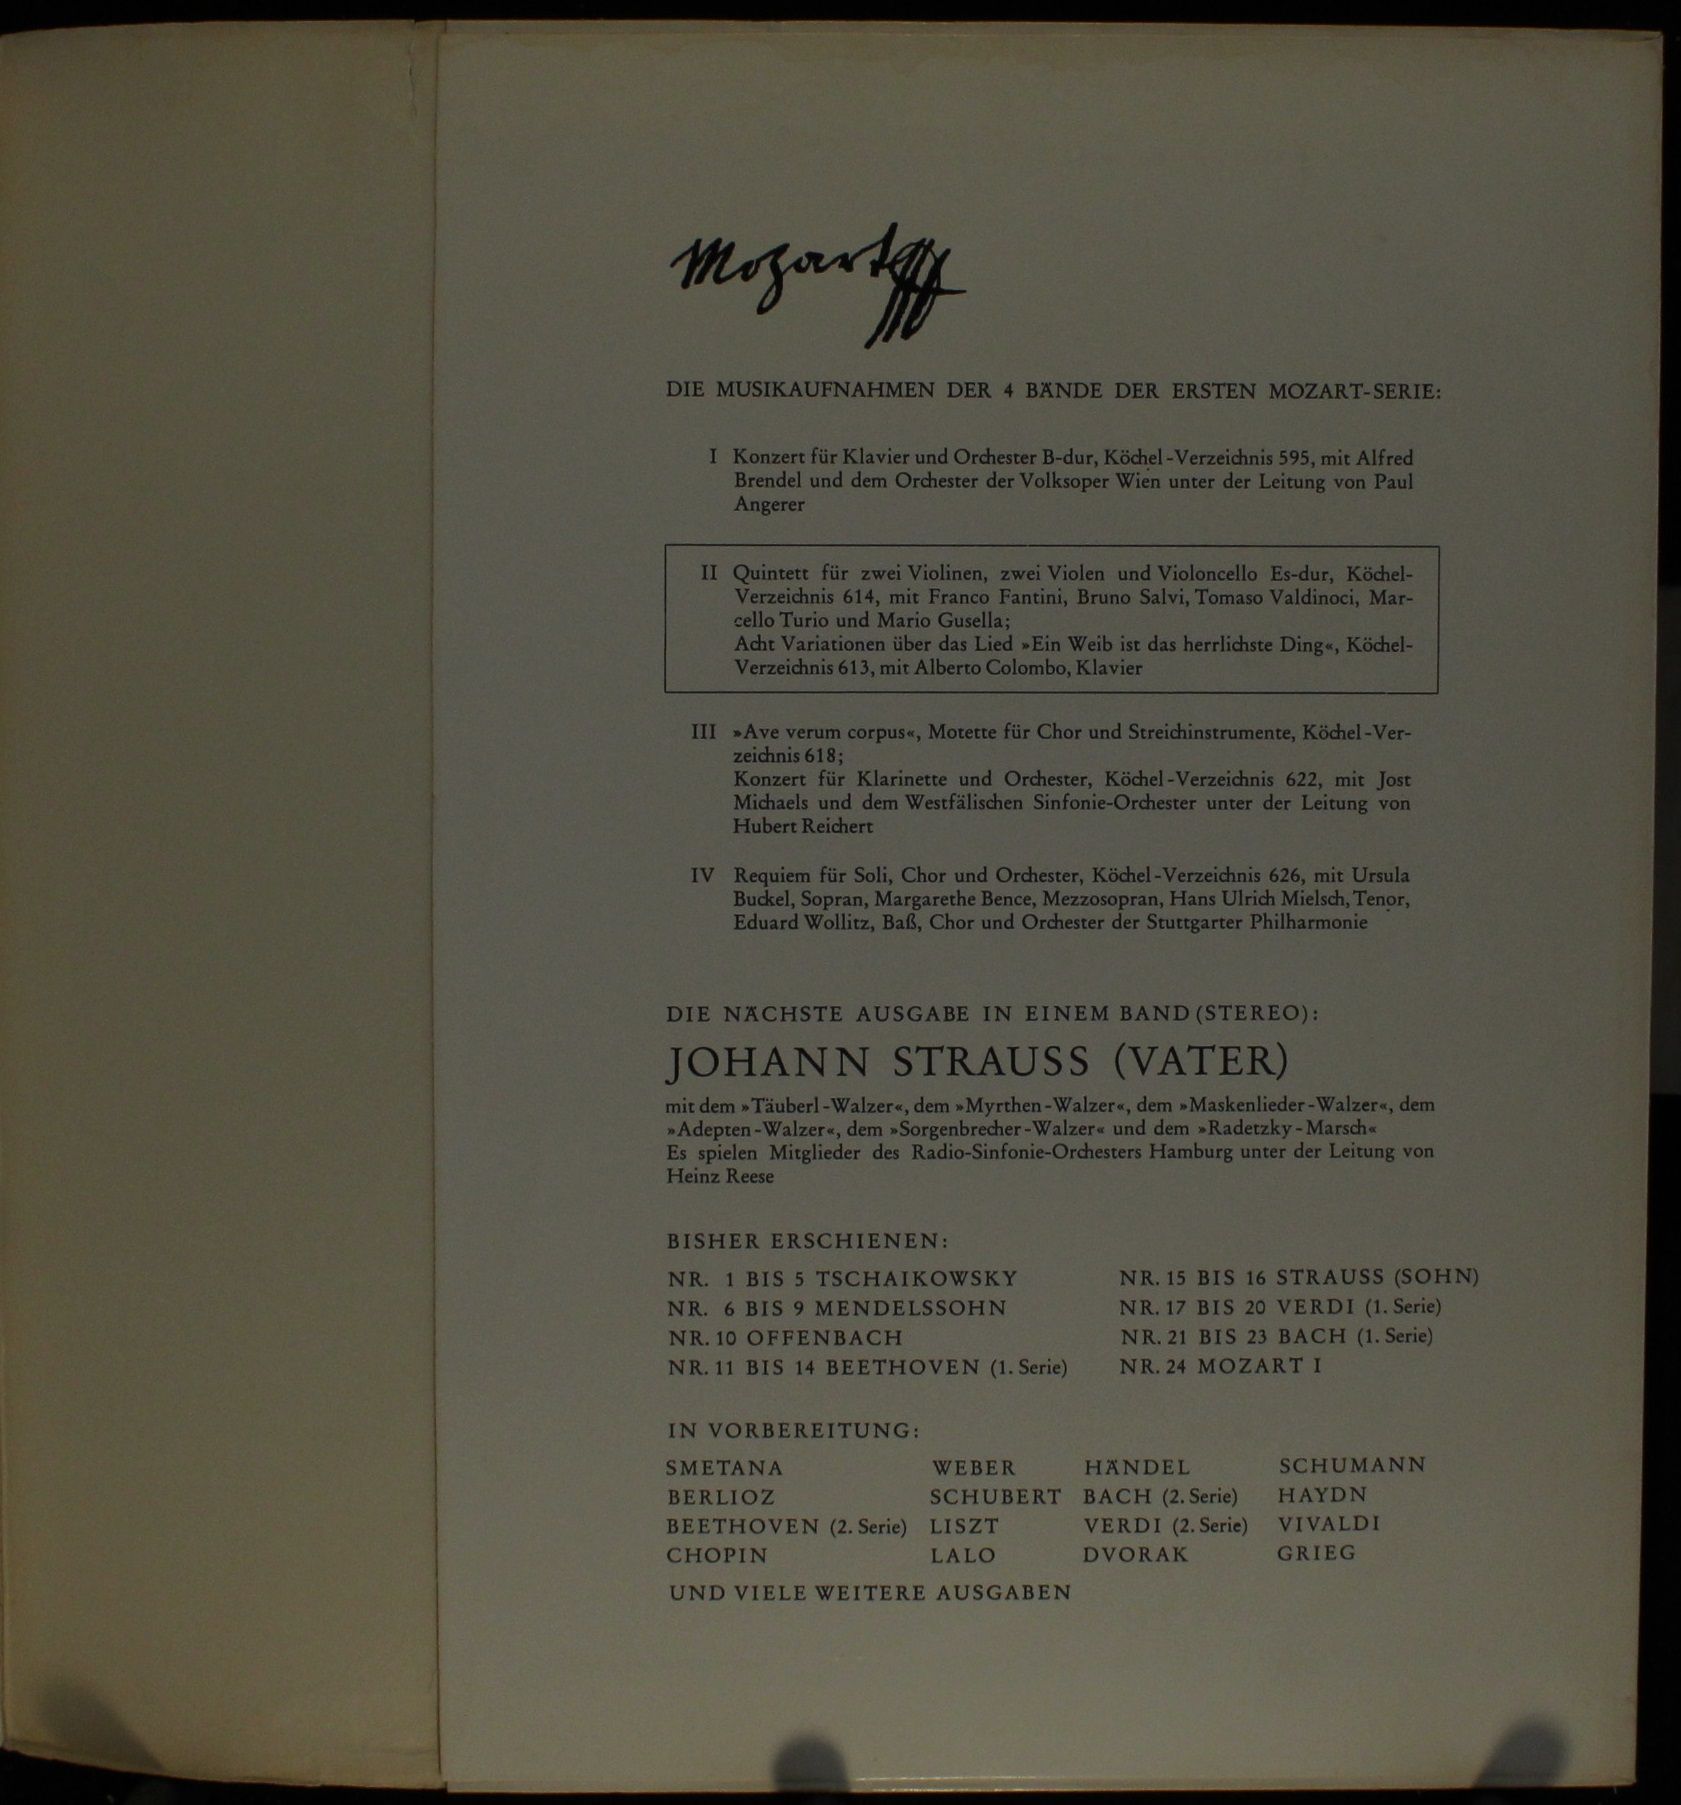 Mozart
DIE MUSIKAUFNAHMEN DER 4 BÄNDE DER ERSTEN MOZART-SERIE:
I Konzert für Klavier und Orchester B-dur, Köchel-Verzeichnis 595, mit Alfred
Brendel und dem Orchester der Volksoper Wien unter der Leitung von Paul
Angerer
II Quintett für zwei Violinen, zwei Violen und Violoncello Es-dur, Köchel-
Verzeichnis 614, mit Franco Fantini, Bruno Salvi, Tomaso Valdinoci, Mar-
cello Turio und Mario Gusella;
Acht Variationen über das Lied »Ein Weib ist das herrlichste Ding«, Köchel-
Verzeichnis 613, mit Alberto Colombo, Klavier
III »Ave verum corpus«, Motette für Chor und Streichinstrumente, Köchel-Ver-
zeichnis 618;
Konzert für Klarinette und Orchester, Köchel-Verzeichnis 622, mit Jost
Michaels und dem Westfälischen Sinfonie-Orchester unter der Leitung von
Hubert Reichert
IV Requiem für Soli, Chor und Orchester, Köchel-Verzeichnis 626, mit Ursula
Buckel, Sopran, Margarethe Bence, Mezzosopran, Hans Ulrich Mielsch, Tenor,
Eduard Wollitz, Baß, Chor und Orchester der Stuttgarter Philharmonie
DIE NÄCHSTE AUSGABE IN EINEM BAND (STEREO):
JOHANN STRAUSS (VATER)
mit dem »Täuberl-Walzer«, dem »Myrthen-Walzer«, dem »Maskenlieder-Walzer«, dem
»Adepten-Walzer«, dem »Sorgenbrecher-Walzer« und dem »Radetzky-Marsch«
Es spielen Mitglieder des Radio-Sinfonie-Orchesters Hamburg unter der Leitung von
Heinz Reese
BISHER ERSCHIENEN:
NR. 1 BIS 5 TSCHAIKOWSKY NR. 15 BIS 16 STRAUSS (SOHN)
NR. 6 BIS 9 MENDELSSOHN NR. 17 BIS 20 VERDI (1. Serie)
NR. 10 OFFENBACH NR. 21 BIS 23 BACH (1. Serie)
NR. 11 BIS 14 BEETHOVEN (1. Serie) NR. 24 MOZART I
IN VORBEREITUNG:
SMETANA WEBER HÄNDEL SCHUMANN
BERLIOZ SCHUBERT BACH (2. Serie) HAYDN
BEETHOVEN (2. Serie) LISZT VERDI (2. Serie) VIVALDI
CHOPIN LALO DVORAK GRIEG
UND VIELE WEITERE AUSGABEN